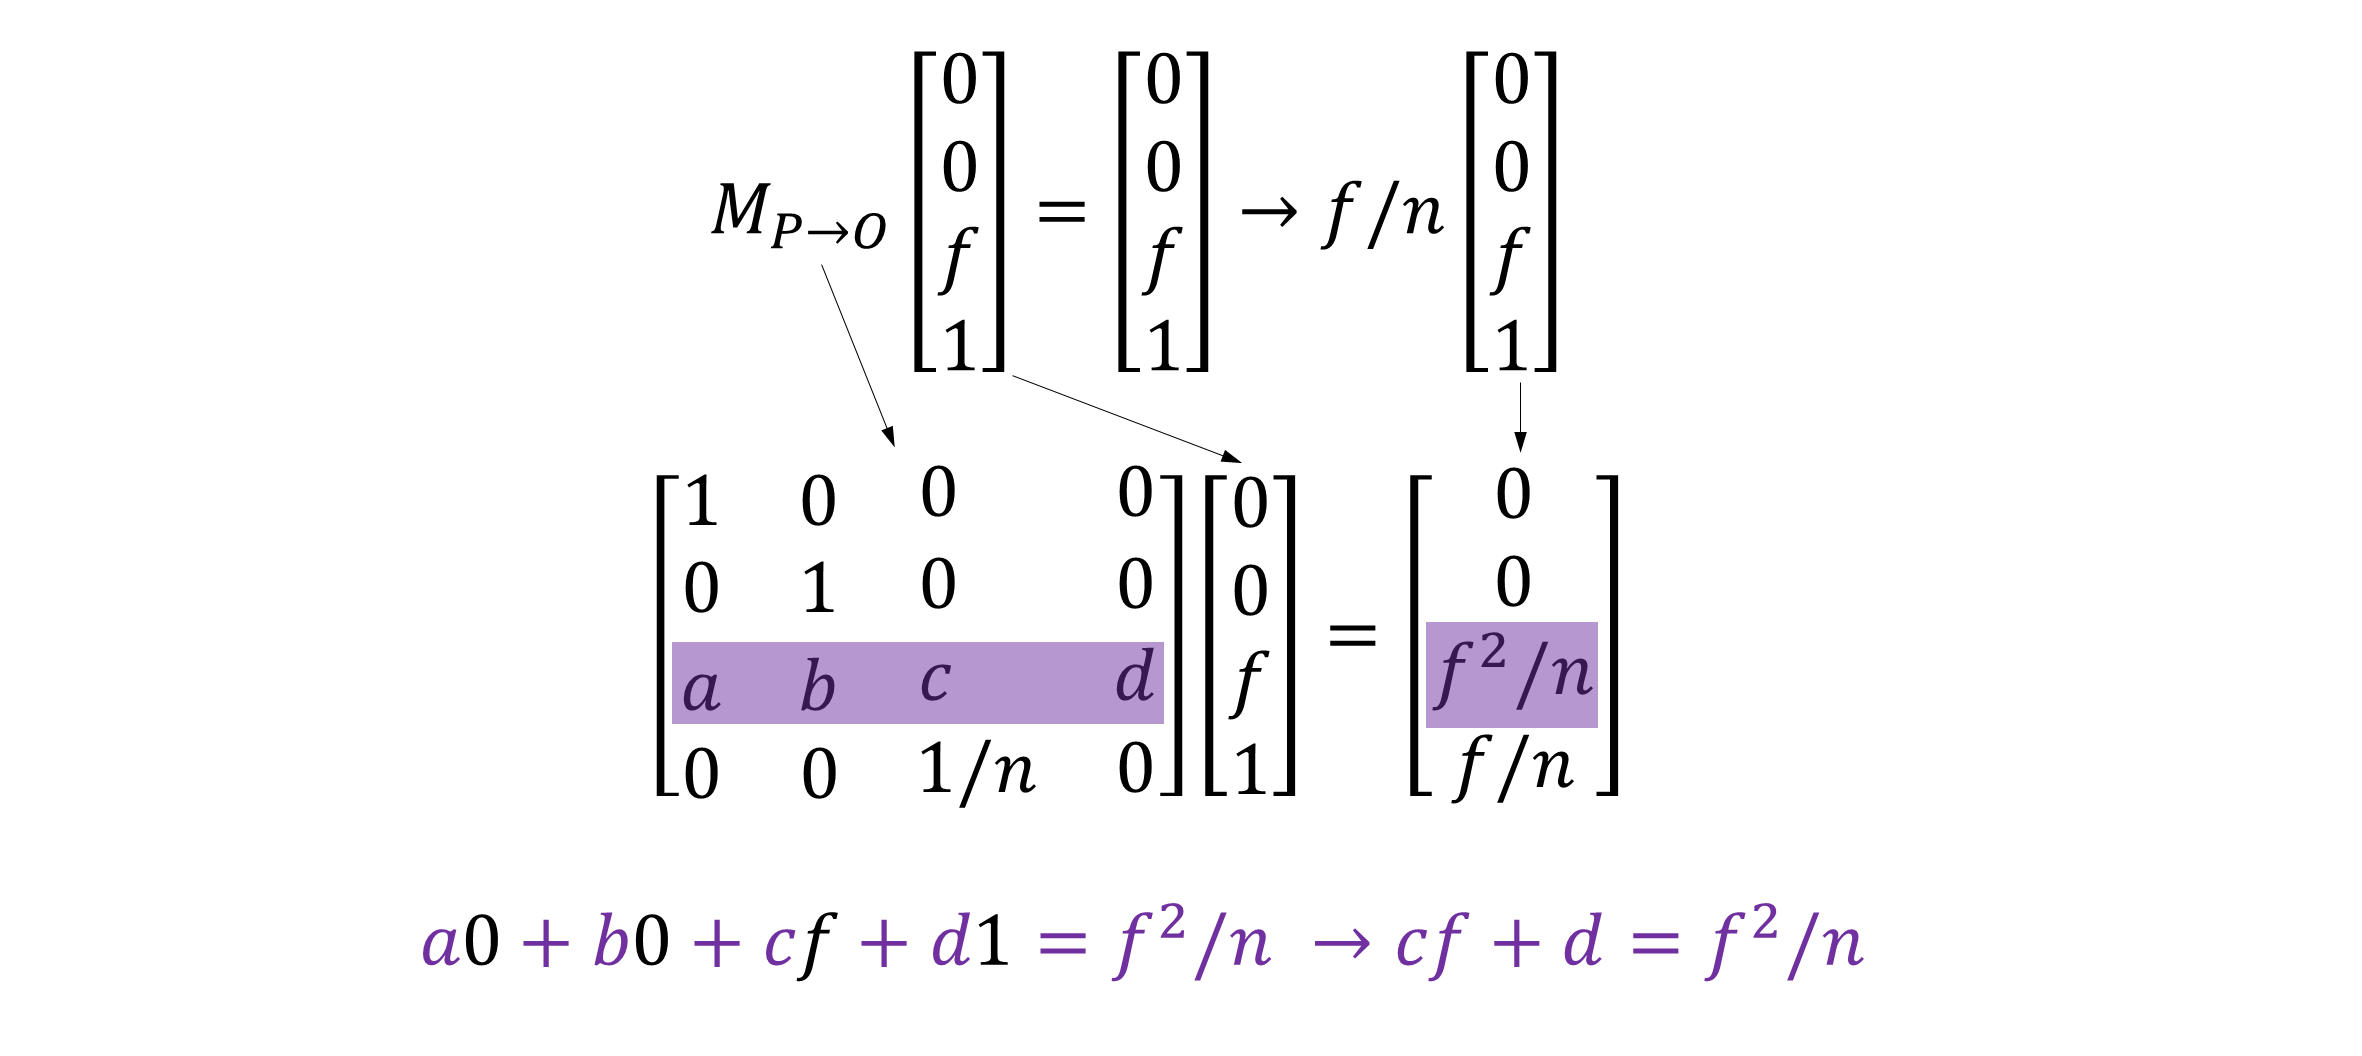 M_{P→O} [0 0 f 1] = [0 0 f 1] → f/n [0 0 f 1]
[1 0 0 0] [0] = [0]
[0 1 0 0] [0] [0]
[a b c d] [f] [f²/n]
[0 0 1/n 0] [1] [f/n]
a0 + b0 + cf + d1 = f²/n → cf + d = f²/n